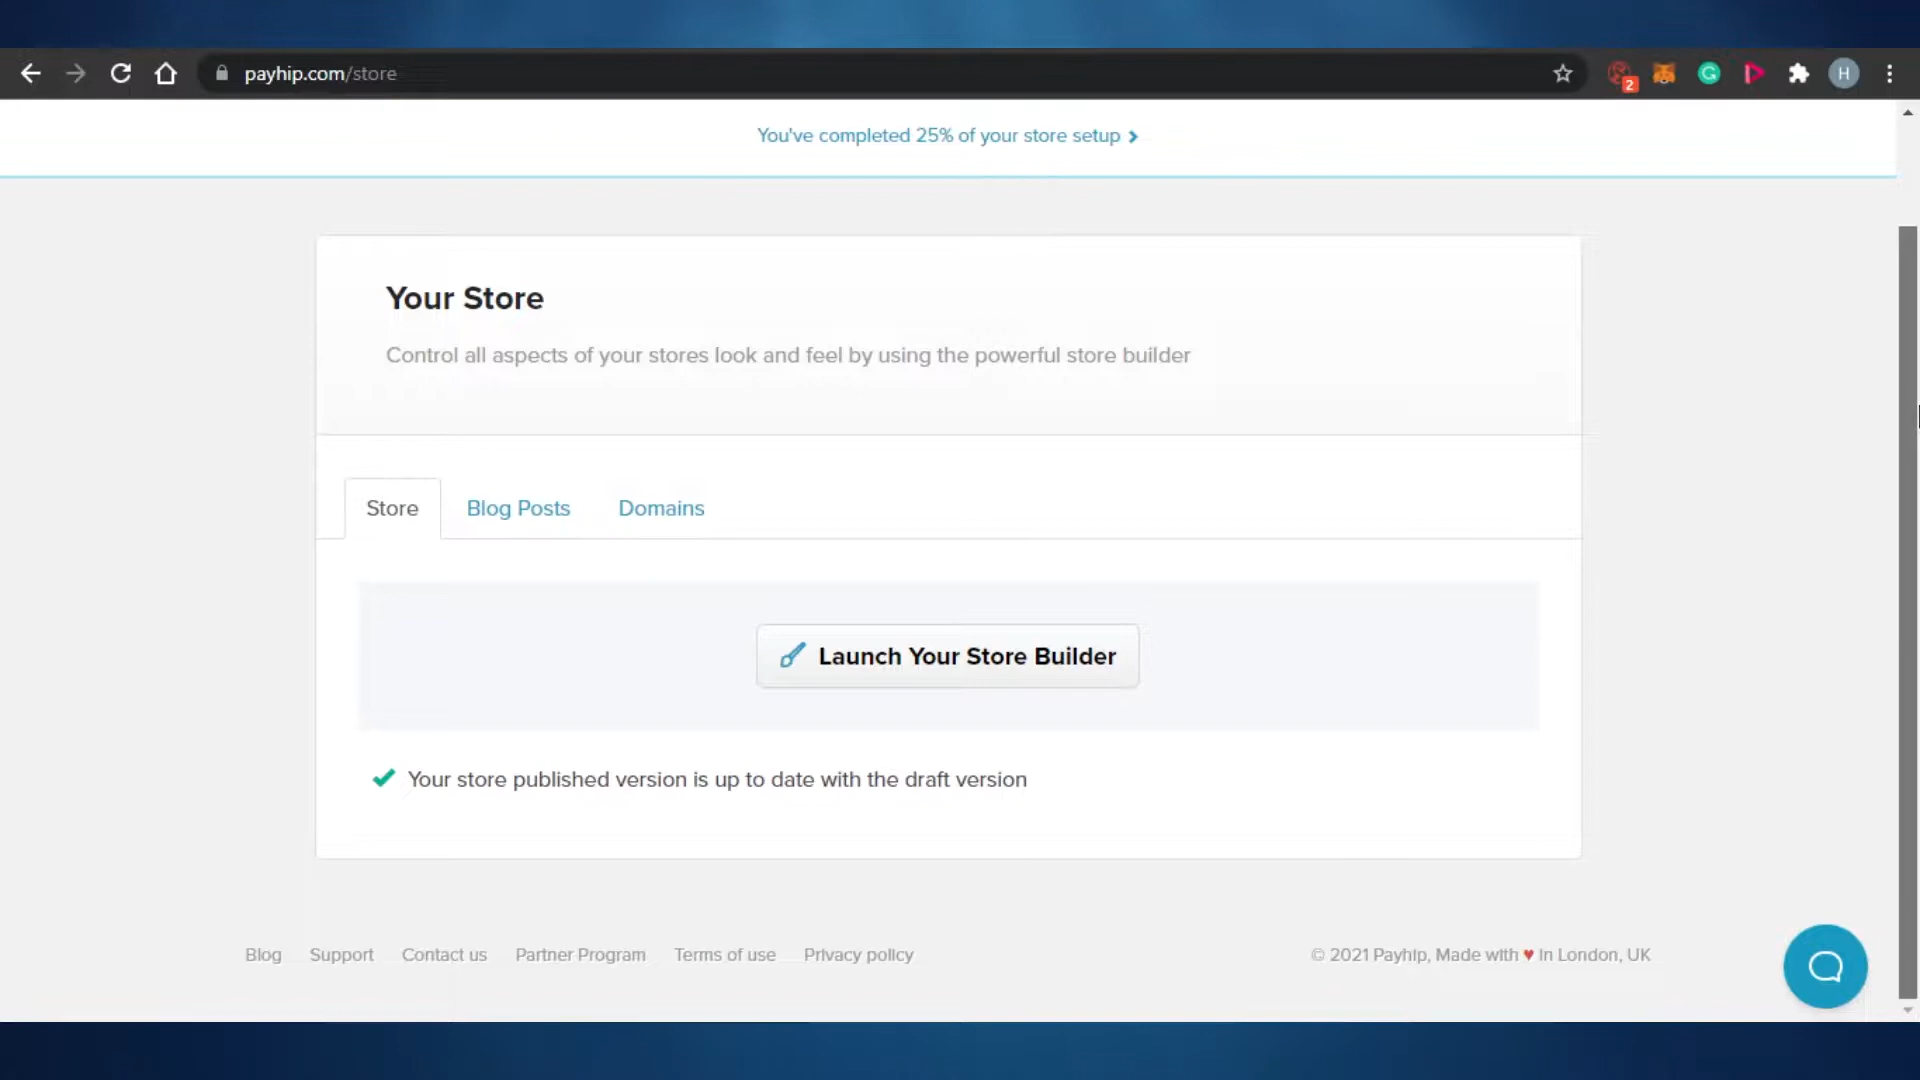 payhip.com/store
2
H
You've completed 25% of your store setup
Your Store
Control all aspects of your stores look and feel by using the powerful store builder
Store Blog Posts Domains
Launch Your Store Builder
Your store published version is up to date with the draft version
Blog Support Contact us Partner Program Terms of use Privacy policy © 2021 Payhip, Made with ♥ in London, UK